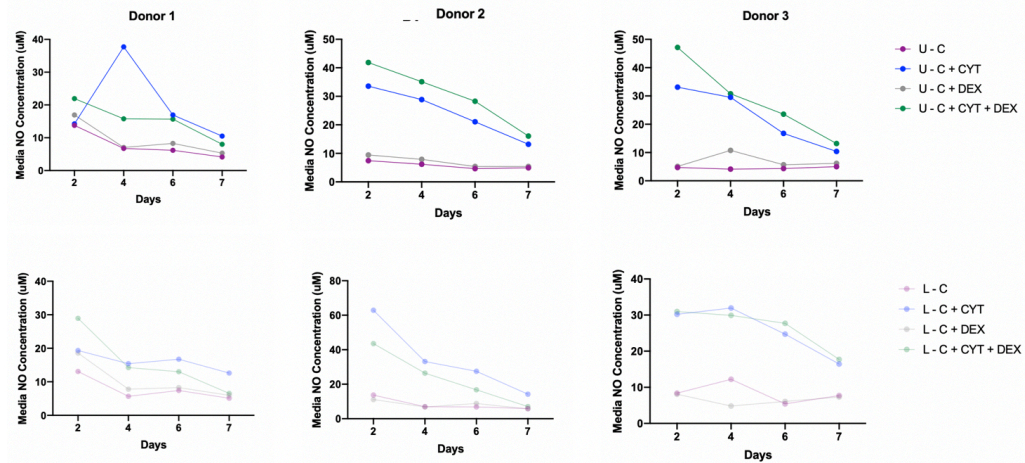 Donor 1
Donor 2
Donor 3
Media NO Concentration (uM)
40
30
20
10
0
2 4 6 7
Days
Media NO Concentration (uM)
50
40
30
20
10
0
2 4 6 7
Days
Media NO Concentration (uM)
50
40
30
20
10
0
2 4 6 7
Days
U - C
U - C + CYT
U - C + DEX
U - C + CYT + DEX
Media NO Concentration (uM)
40
30
20
10
0
2 4 6 7
Days
Media NO Concentration (uM)
80
60
40
20
0
2 4 6 7
Days
Media NO Concentration (uM)
40
30
20
10
0
2 4 6 7
Days
L - C
L - C + CYT
L - C + DEX
L - C + CYT + DEX